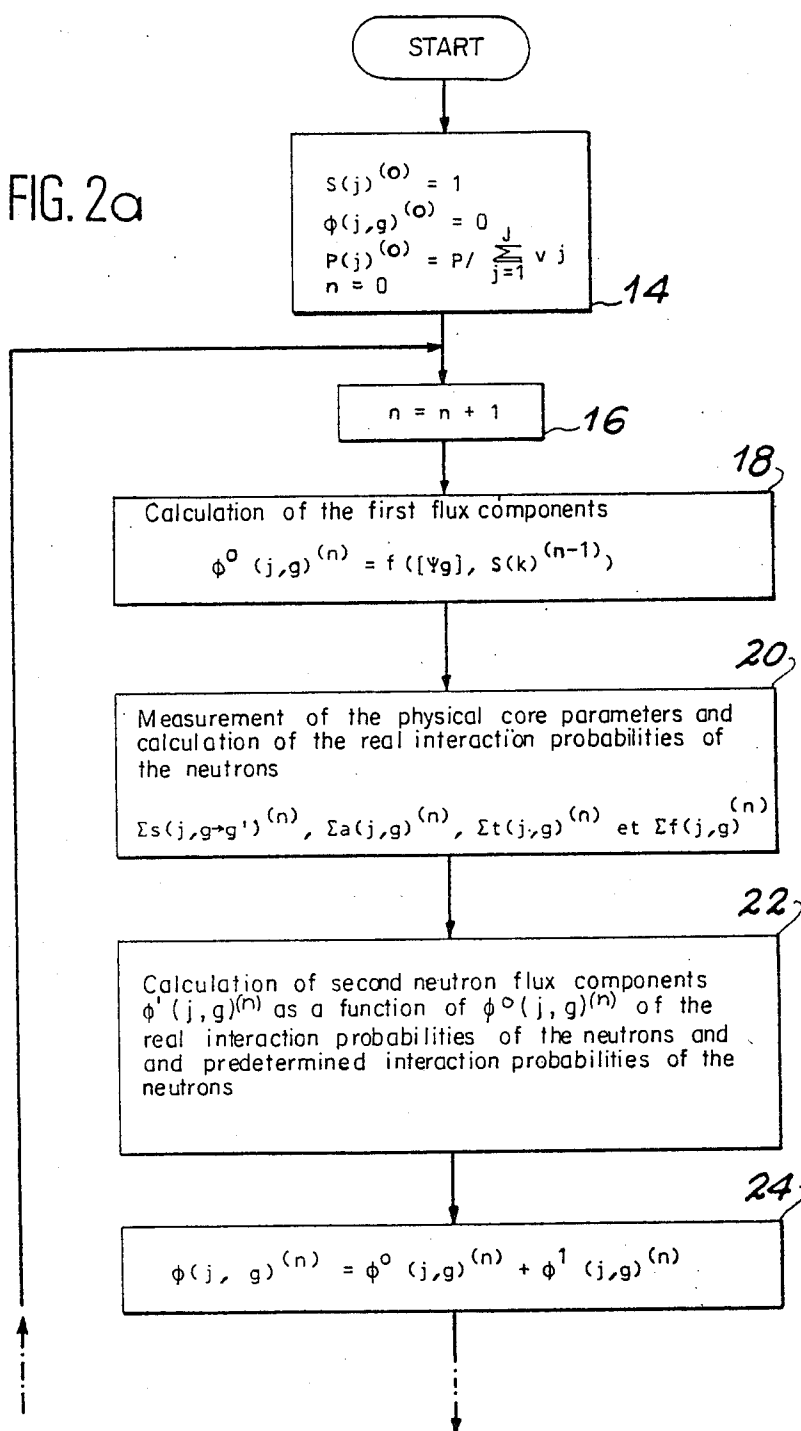 START
FIG. 2a
S(j)^(o) = 1
ϕ(j,g)^(o) = 0
P(j)^(o) = P/ J∑j=1 v j
n = 0
14
n = n + 1
16
18
Calculation of the first flux components
ϕ^o (j,g)^(n) = f([Ψg], S(k)^(n-1))
20
Measurement of the physical core parameters and
calculation of the real interaction probabilities of
the neutrons
Σs(j,g→g')^(n), Σa(j,g)^(n), Σt(j,g)^(n) et Σf(j,g)^(n)
22
Calculation of second neutron flux components
ϕ'(j,g)^(n) as a function of ϕ^o(j,g)^(n) of the
real interaction probabilities of the neutrons and
and predetermined interaction probabilities of the
neutrons
24
ϕ(j, g)^(n) = ϕ^o (j,g)^(n) + ϕ^1 (j,g)^(n)